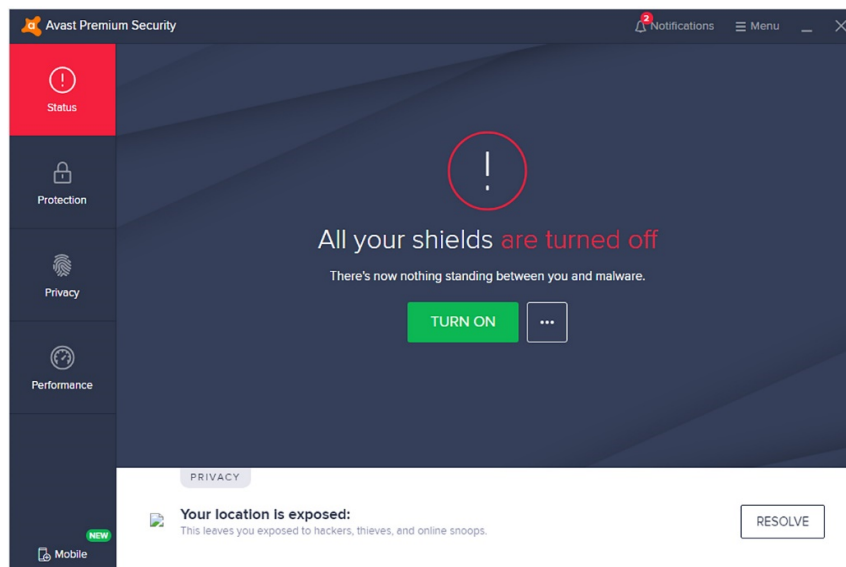 Avast Premium Security
2
Notifications
Menu
Status
Protection
Privacy
Performance
NEW
Mobile
All your shields are turned off
There's now nothing standing between you and malware.
TURN ON
PRIVACY
Your location is exposed:
This leaves you exposed to hackers, thieves, and online snoops.
RESOLVE